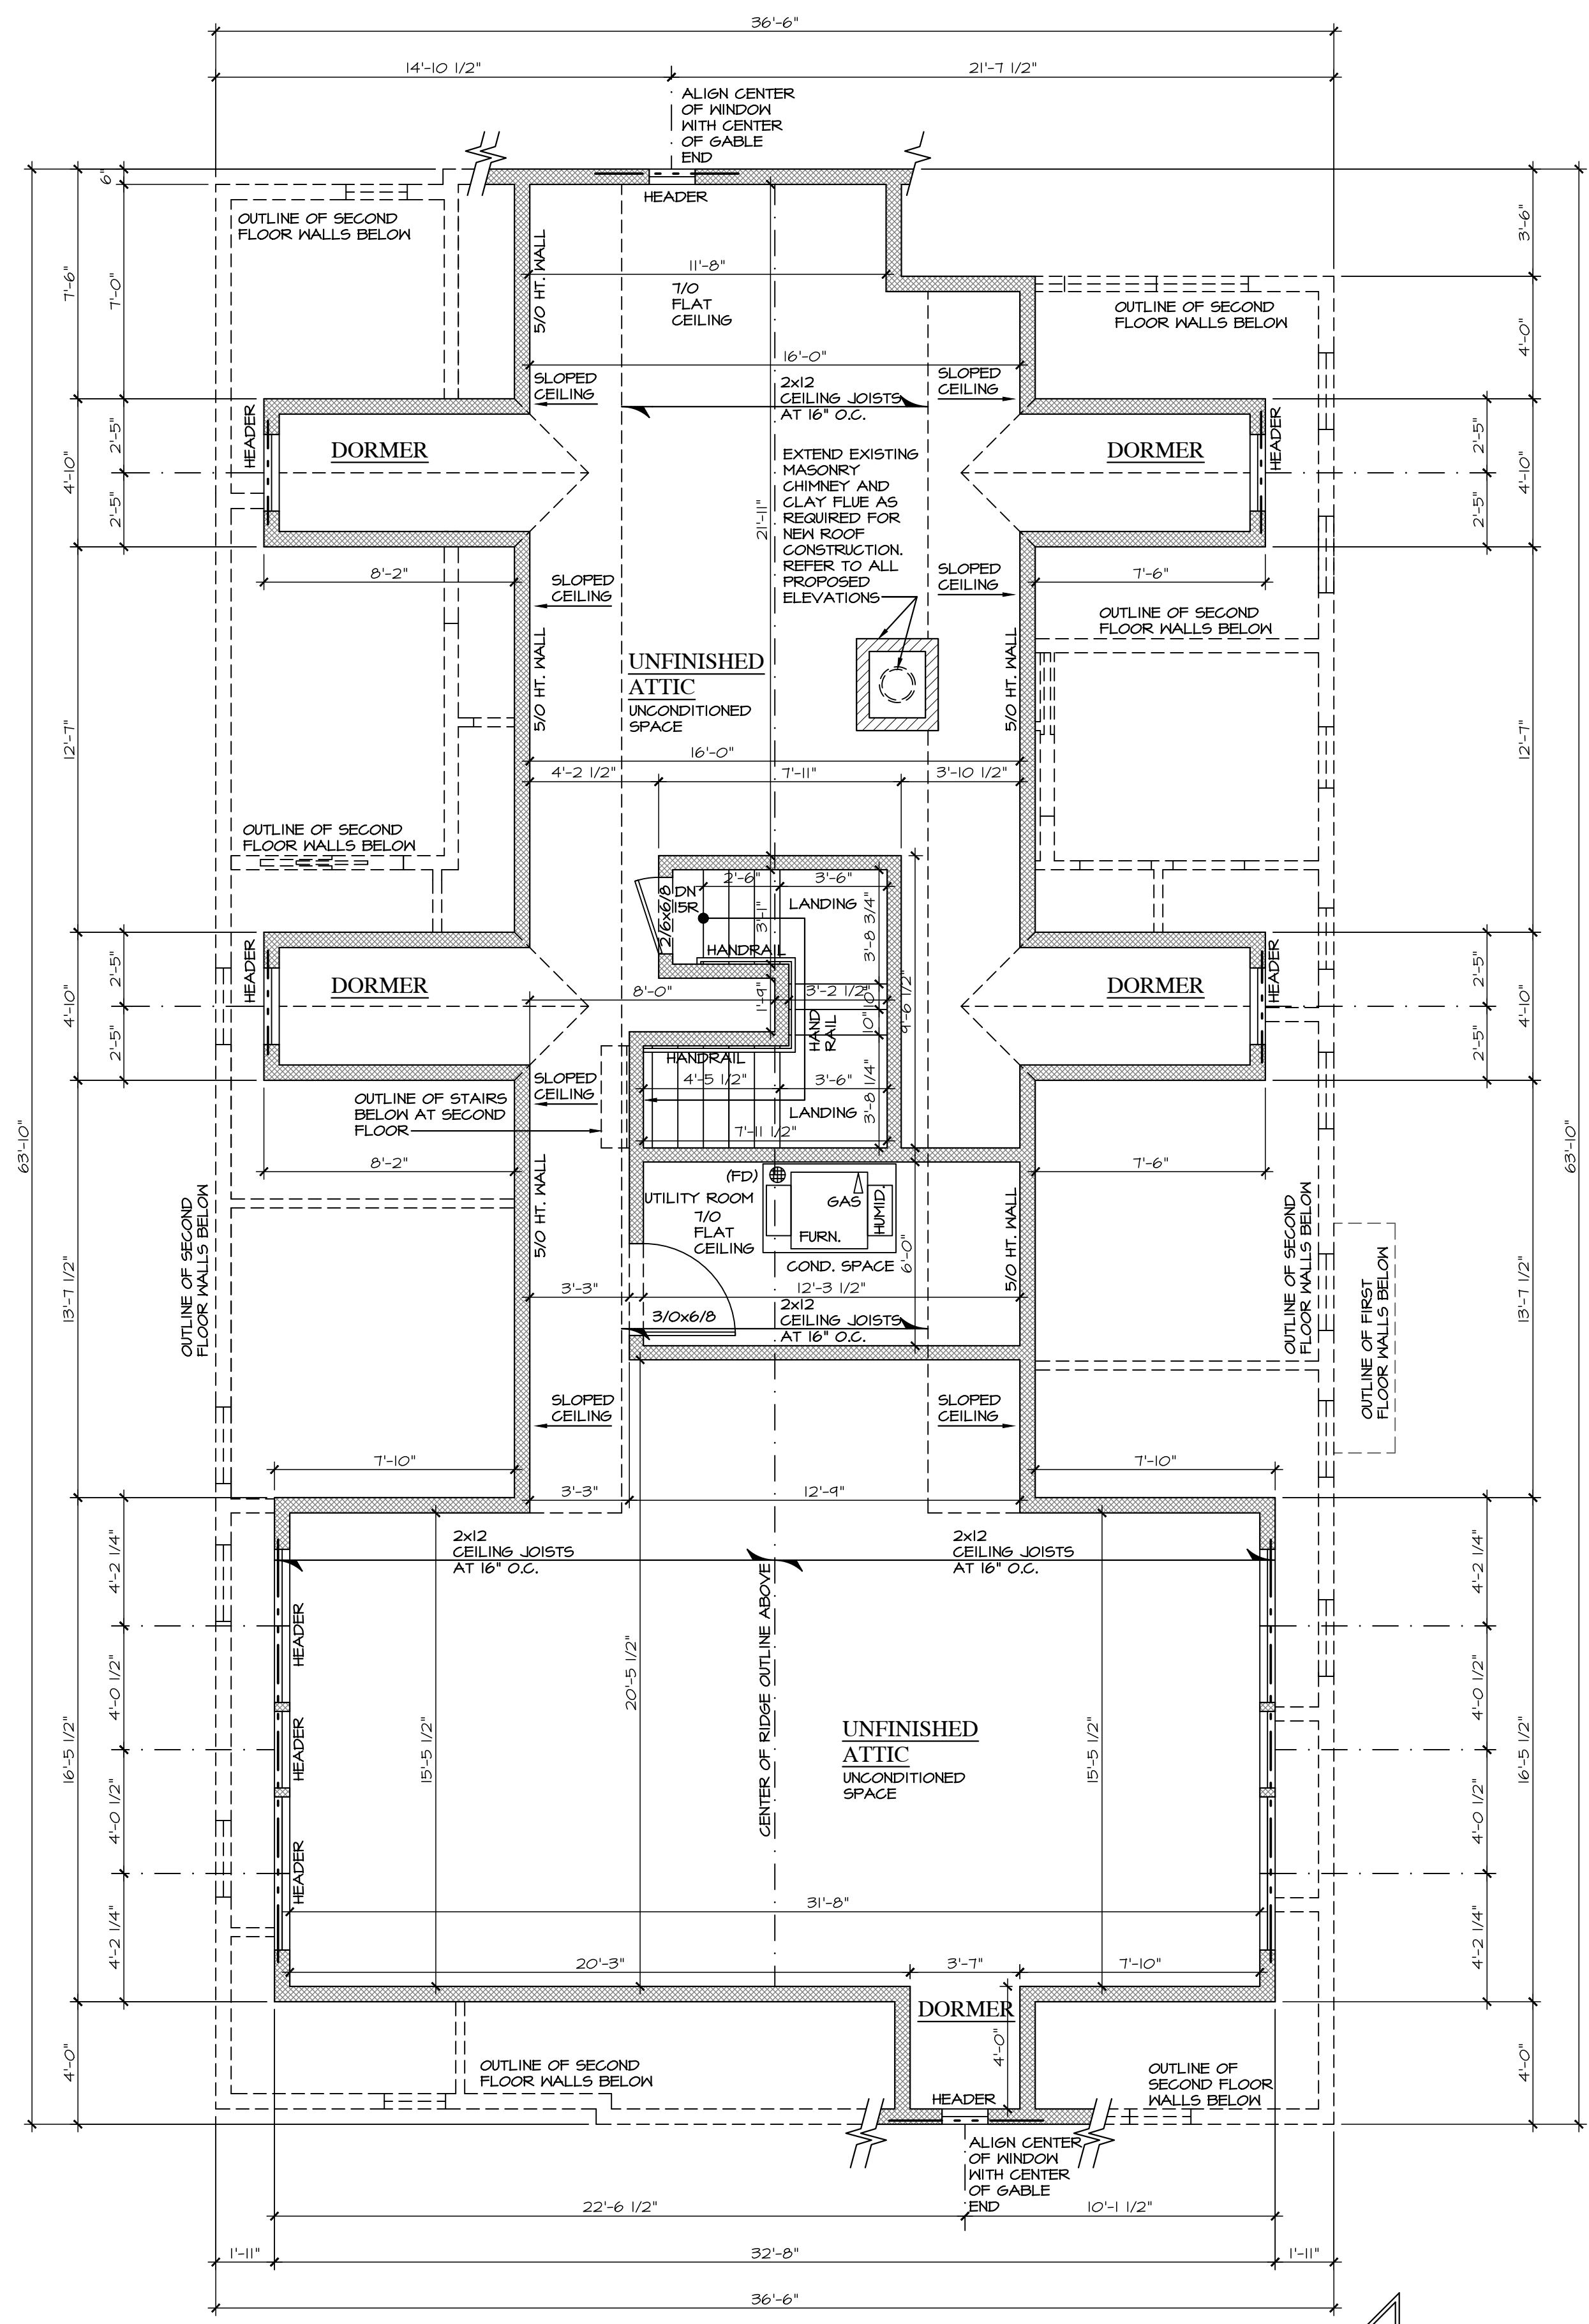 36'-6"
14'-10 1/2"
21'-7 1/2"
ALIGN CENTER
OF WINDOW
WITH CENTER
OF GABLE
END
HEADER
6"
7'-6"
7'-0"
3'-6"
4'-0"
OUTLINE OF SECOND
FLOOR WALLS BELOW
5/0 HT. WALL
11'-8"
7/0
FLAT
CEILING
OUTLINE OF SECOND
FLOOR WALLS BELOW
16'-0"
SLOPED
CEILING
2x12
CEILING JOISTS
AT 16" O.C.
SLOPED
CEILING
4'-10"
2'-5"
2'-5"
HEADER
DORMER
DORMER
HEADER
2'-5"
2'-5"
4'-10"
EXTEND EXISTING
MASONRY
CHIMNEY AND
CLAY FLUE AS
REQUIRED FOR
NEW ROOF
CONSTRUCTION.
REFER TO ALL
PROPOSED
ELEVATIONS
21'-11"
8'-2"
SLOPED
CEILING
SLOPED
CEILING
7'-6"
OUTLINE OF SECOND
FLOOR WALLS BELOW
5/0 HT. WALL
UNFINISHED
ATTIC
UNCONDITIONED
SPACE
5/0 HT. WALL
12'-7"
12'-7"
16'-0"
4'-2 1/2"
7'-11"
3'-10 1/2"
OUTLINE OF SECOND
FLOOR WALLS BELOW
2'-6"
3'-6"
DN
15R
2/6x6/8
3'-1"
LANDING
3'-8 3/4"
HANDRAIL
4'-10"
2'-5"
2'-5"
HEADER
DORMER
8'-0"
1'-9"
3'-2 1/2"
10"
10"
9'-6 1/2"
HAND
RAIL
DORMER
HEADER
2'-5"
2'-5"
4'-10"
HANDRAIL
4'-5 1/2"
3'-6"
3'-8 1/4"
LANDING
7'-11 1/2"
SLOPED
CEILING
OUTLINE OF STAIRS
BELOW AT SECOND
FLOOR
8'-2"
7'-6"
63'-10"
63'-10"
OUTLINE OF SECOND
FLOOR WALLS BELOW
5/0 HT. WALL
(FD)
UTILITY ROOM
7/0
FLAT
CEILING
GAS
HUMID.
FURN.
COND. SPACE
6'-0"
5/0 HT. WALL
OUTLINE OF SECOND
FLOOR WALLS BELOW
OUTLINE OF FIRST
FLOOR WALLS BELOW
13'-7 1/2"
13'-7 1/2"
3'-3"
12'-3 1/2"
3/0x6/8
2x12
CEILING JOISTS
AT 16" O.C.
SLOPED
CEILING
SLOPED
CEILING
7'-10"
7'-10"
3'-3"
12'-9"
2x12
CEILING JOISTS
AT 16" O.C.
2x12
CEILING JOISTS
AT 16" O.C.
16'-5 1/2"
4'-2 1/4"
4'-0 1/2"
4'-0 1/2"
4'-2 1/4"
HEADER
HEADER
HEADER
15'-5 1/2"
20'-5 1/2"
CENTER OF RIDGE OUTLINE ABOVE
UNFINISHED
ATTIC
UNCONDITIONED
SPACE
15'-5 1/2"
4'-2 1/4"
4'-0 1/2"
4'-0 1/2"
4'-2 1/4"
16'-5 1/2"
31'-8"
20'-3"
3'-7"
7'-10"
DORMER
4'-0"
4'-0"
4'-0"
OUTLINE OF SECOND
FLOOR WALLS BELOW
HEADER
OUTLINE OF
SECOND FLOOR
WALLS BELOW
ALIGN CENTER
OF WINDOW
WITH CENTER
OF GABLE
END
22'-6 1/2"
10'-1 1/2"
1'-11"
32'-8"
1'-11"
36'-6"